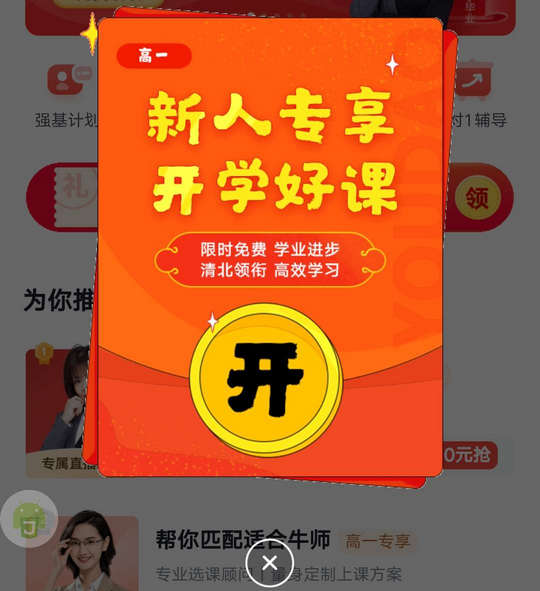 毕业
高一
强基计划
对1辅导
新人专享
开学好课
礼
领
限时免费 学业进步
清北领衔 高效学习
YOUDAO
为你推
开
0元抢
专属直播
帮你匹配适合牛师 高一专享
专业选课顾问 | 量身定制上课方案